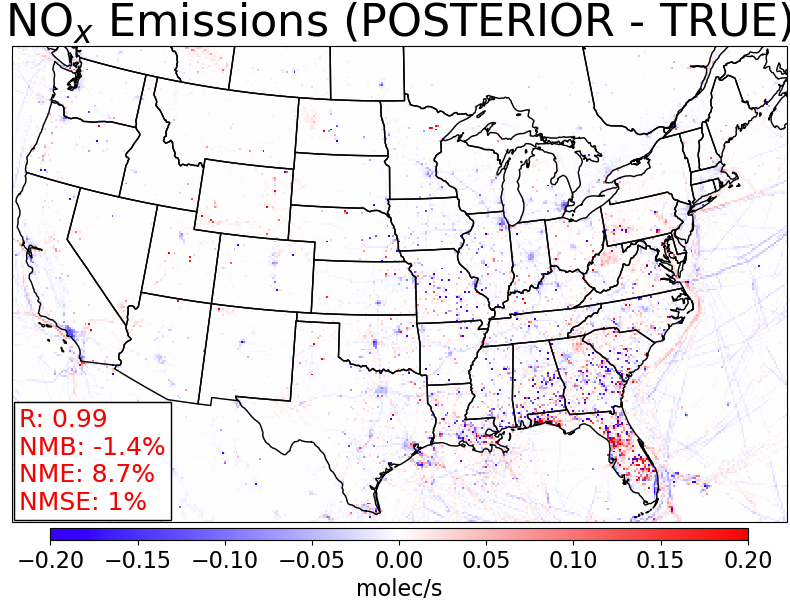 NOₓ Emissions (POSTERIOR - TRUE)
R: 0.99
NMB: -1.4%
NME: 8.7%
NMSE: 1%
−0.20 −0.15 −0.10 −0.05 0.00 0.05 0.10 0.15 0.20
molec/s